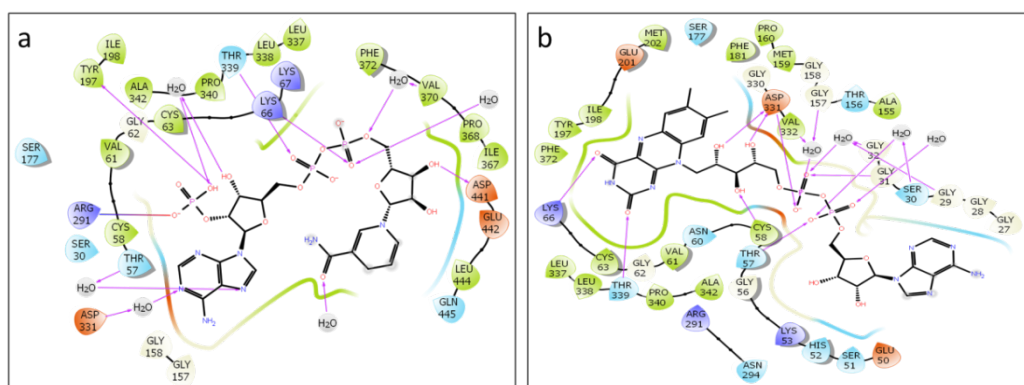 a
ILE 198
TYR 197
ALA 342
H₂O
PRO 340
THR 339
LEU 338
LEU 337
LYS 67
LYS 66
PHE 372
H₂O
VAL 370
H₂O
PRO 368
ILE 367
GLY 62
CYS 63
SER 177
VAL 61
ARG 291
CYS 58
SER 30
THR 57
H₂O
H₂O
ASP 331
GLY 158
GLY 157
NH₂
H₂N
H₂O
ASP 441
GLU 442
LEU 444
GLN 445
b
MET 202
GLU 201
SER 177
PHE 181
PRO 160
MET 159
GLY 158
GLY 157
THR 156
ALA 155
GLY 330
ASP 331
VAL 332
H₂O
H₂O
H₂O
H₂O
ILE 198
TYR 197
PHE 372
LYS 66
GLY 32
GLY 31
SER 30
GLY 29
GLY 28
GLY 27
CYS 58
THR 57
GLY 56
ASN 60
VAL 61
GLY 62
CYS 63
LEU 337
LEU 338
THR 339
PRO 340
ALA 342
ARG 291
ASN 294
LYS 53
HIS 52
SER 51
GLU 50
NH₂